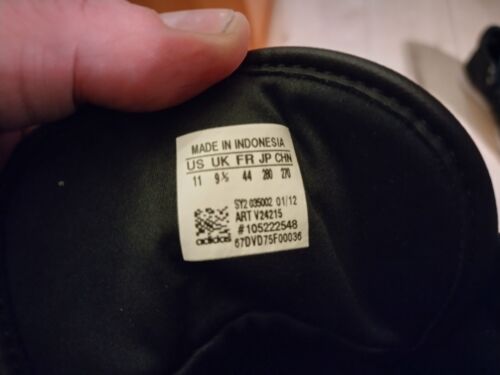 MADE IN INDONESIA
US UK FR JP CHN
11 9½ 44 280 270
SY2 035002 01/12
ART V24215
#105222548
adidas 67DVD75F00036